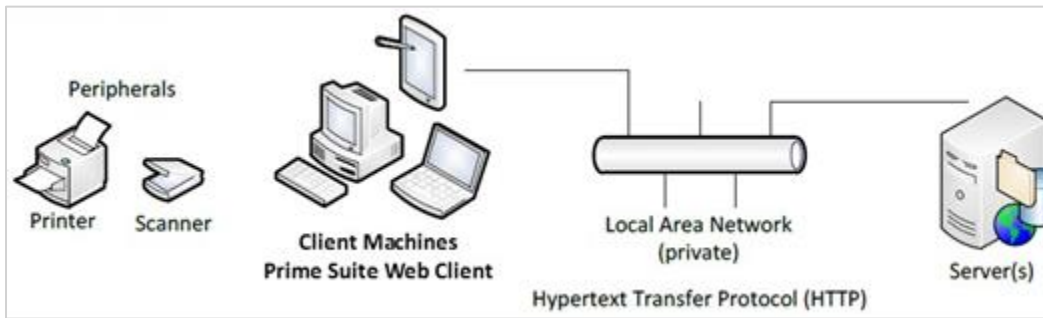 Peripherals
Printer
Scanner
Client Machines
Prime Suite Web Client
Local Area Network
(private)
Hypertext Transfer Protocol (HTTP)
Server(s)